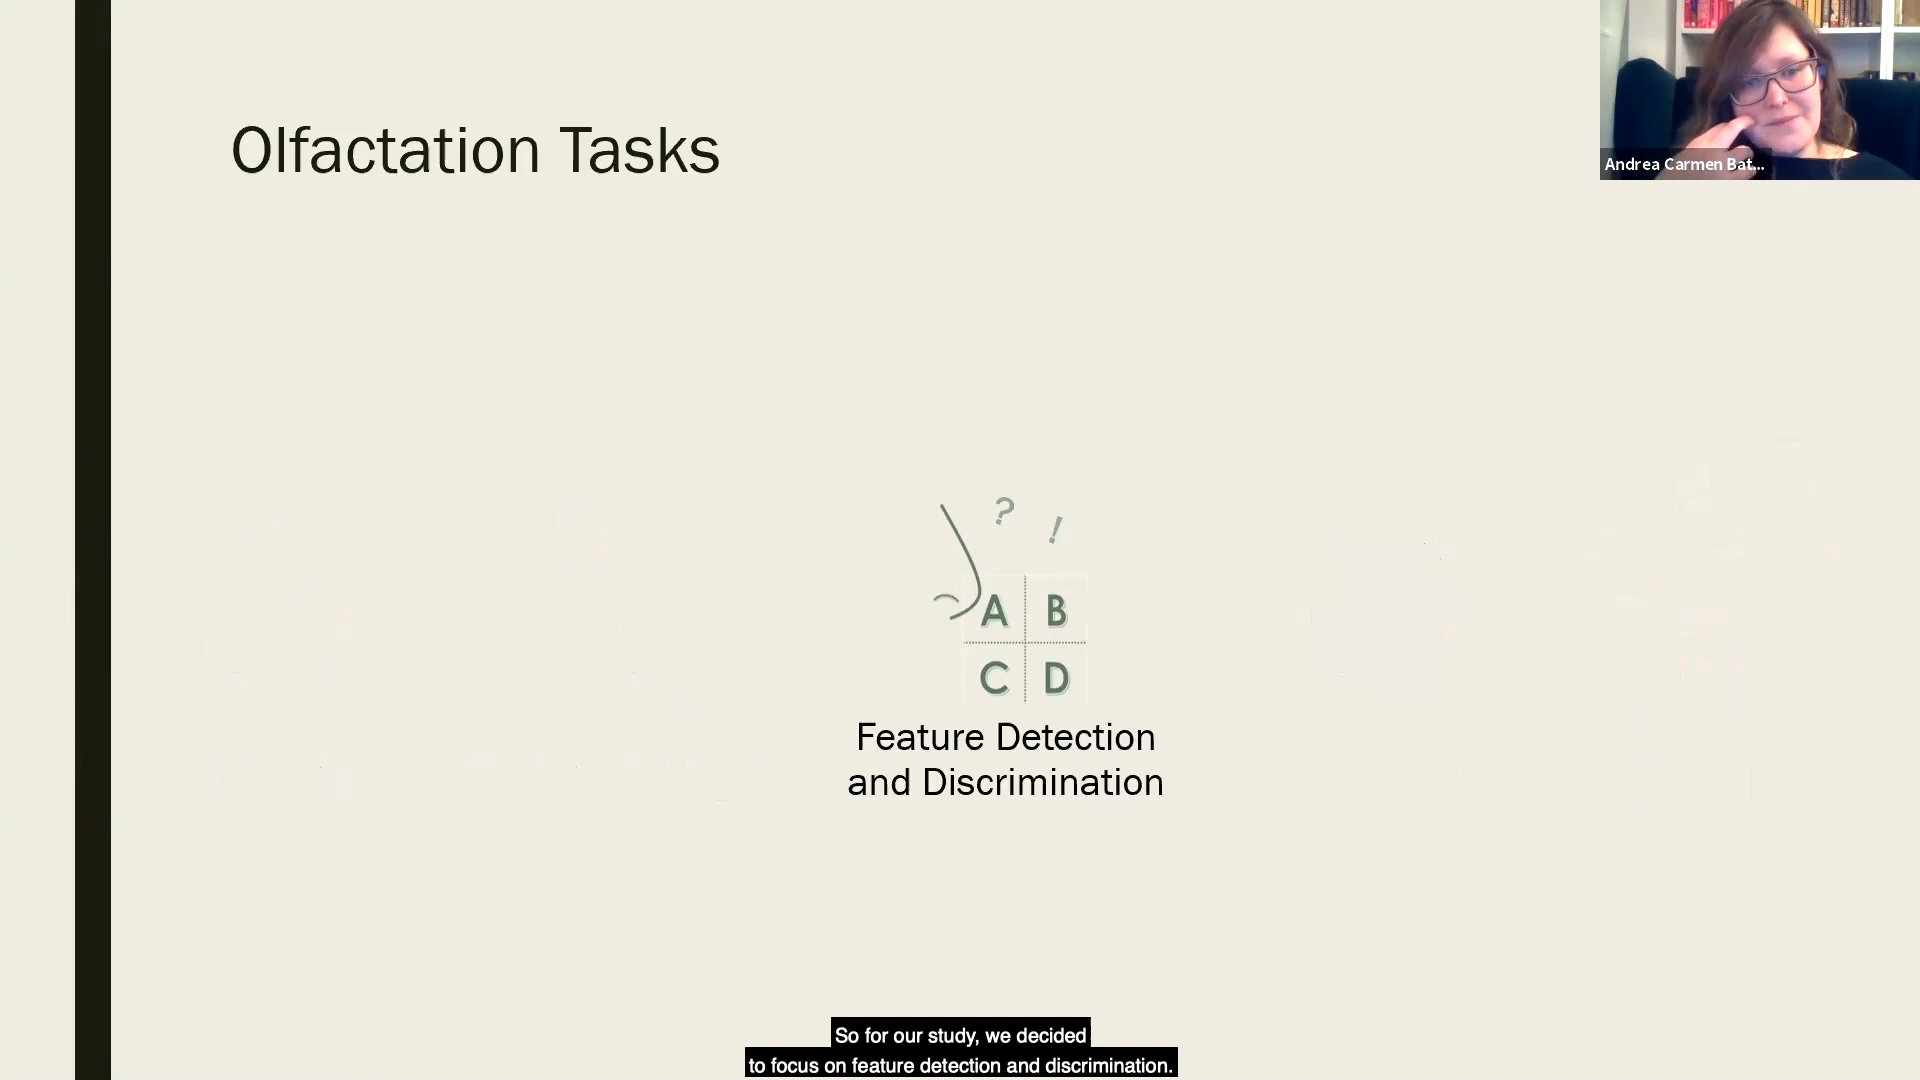 Olfactation Tasks
Andrea Carmen Bat...
? !
A B
C D
Feature Detection
and Discrimination
So for our study, we decided
to focus on feature detection and discrimination.